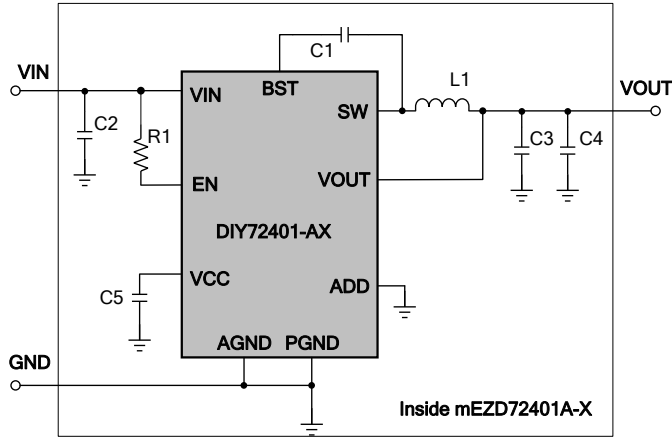 C1
VIN
L1
VOUT
VIN
BST
C2
R1
SW
C3
C4
EN
VOUT
DIY72401-AX
VCC
ADD
C5
AGND
PGND
GND
Inside mEZD72401A-X